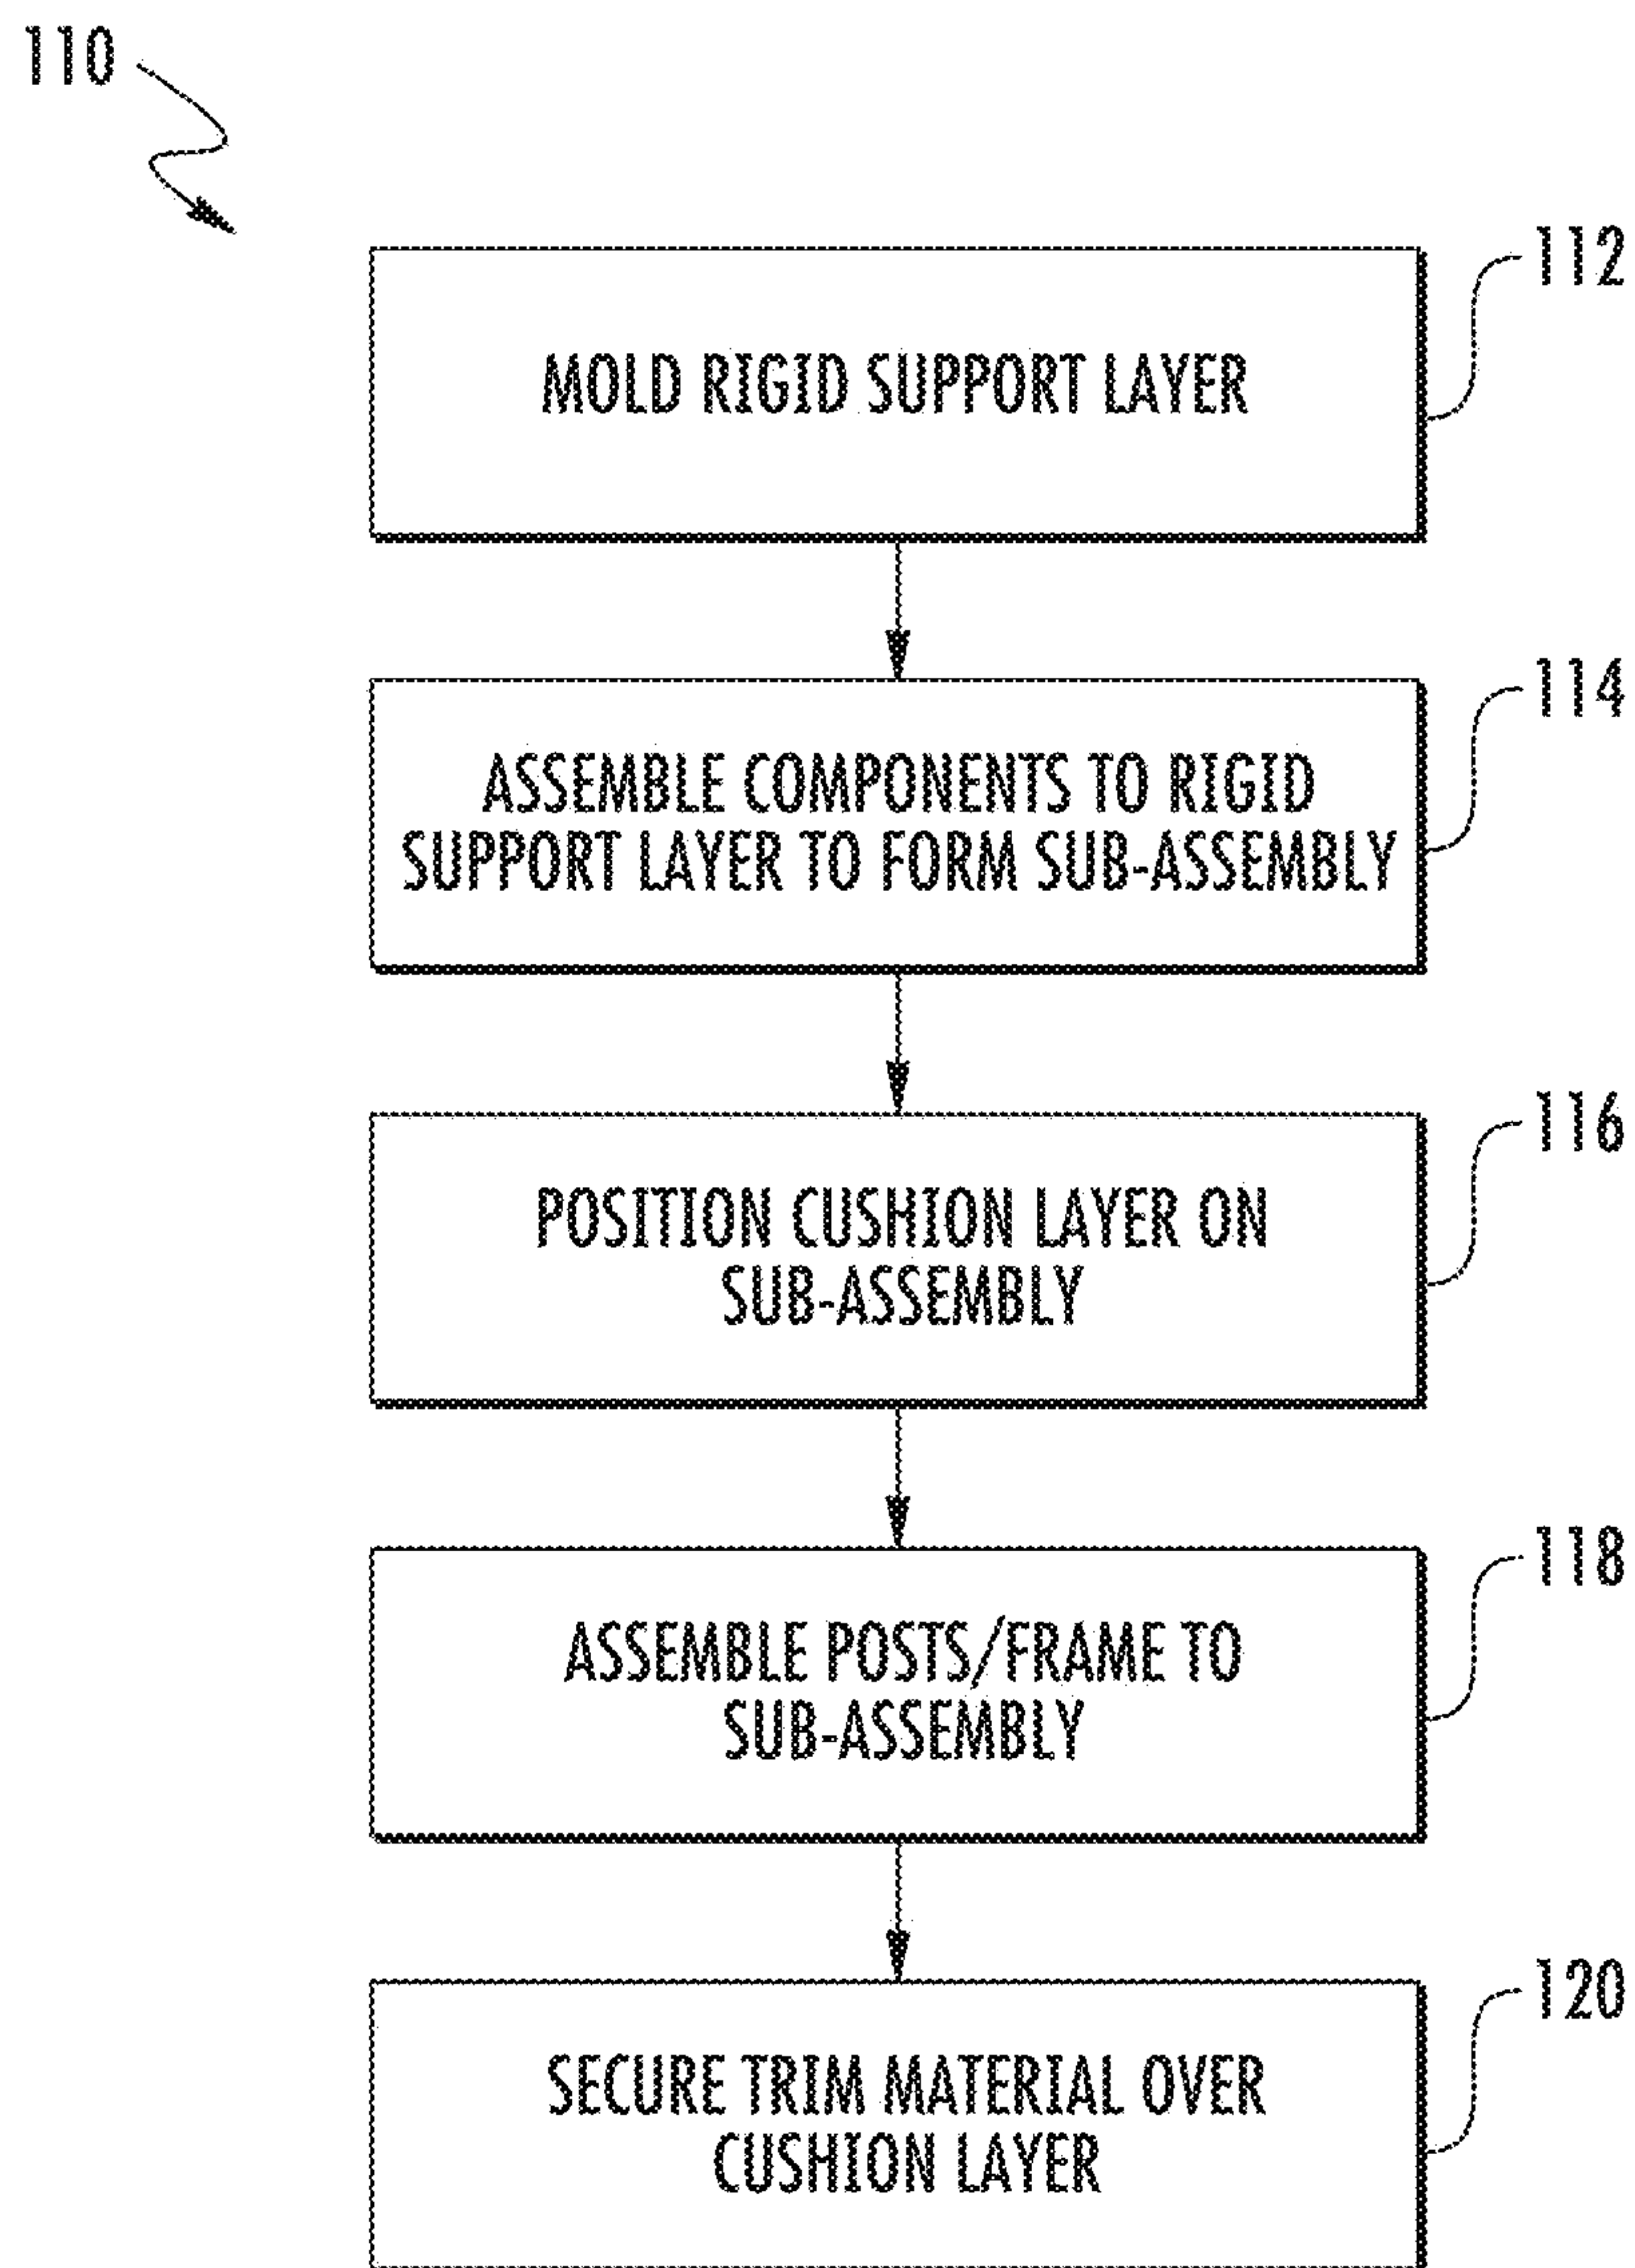 110
112
MOLD RIGID SUPPORT LAYER
114
ASSEMBLE COMPONENTS TO RIGID
SUPPORT LAYER TO FORM SUB-ASSEMBLY
116
POSITION CUSHION LAYER ON
SUB-ASSEMBLY
118
ASSEMBLE POSTS/FRAME TO
SUB-ASSEMBLY
120
SECURE TRIM MATERIAL OVER
CUSHION LAYER